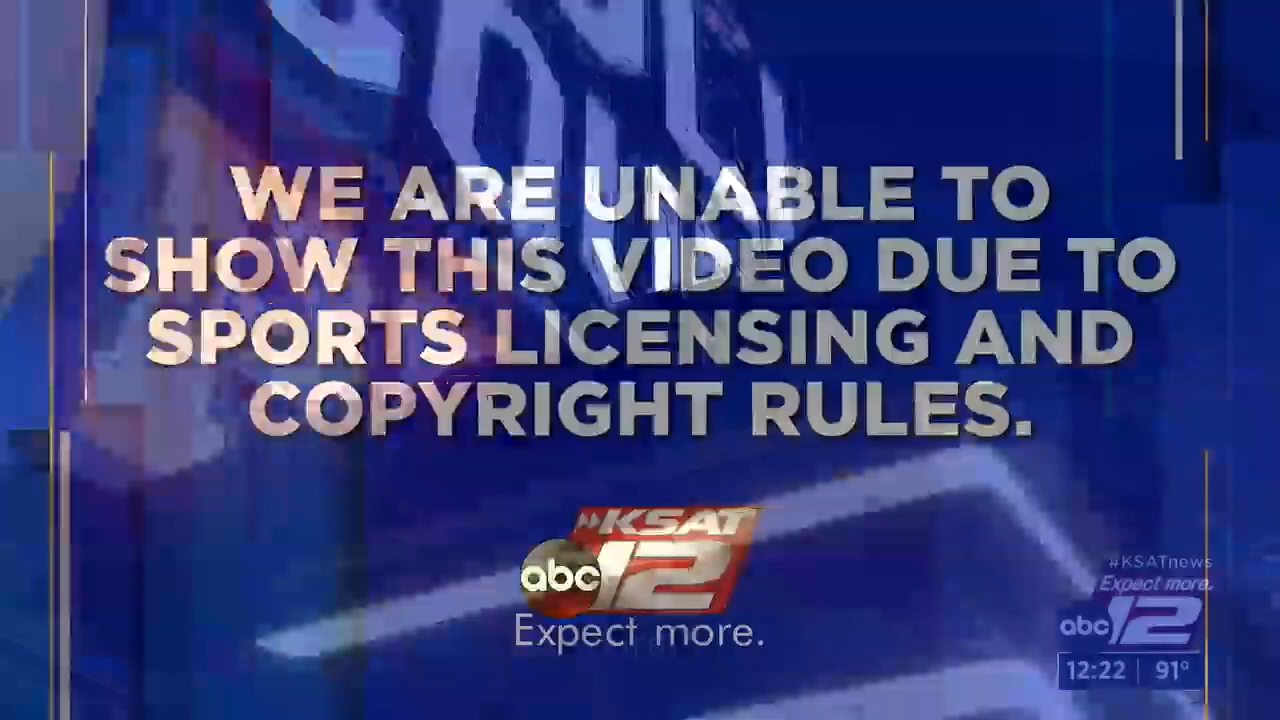 WE ARE UNABLE TO
SHOW THIS VIDEO DUE TO
SPORTS LICENSING AND
COPYRIGHT RULES.
KSAT
abc 12
Expect more.
#KSATnews
Expect more.
abc 12
12:22 91°